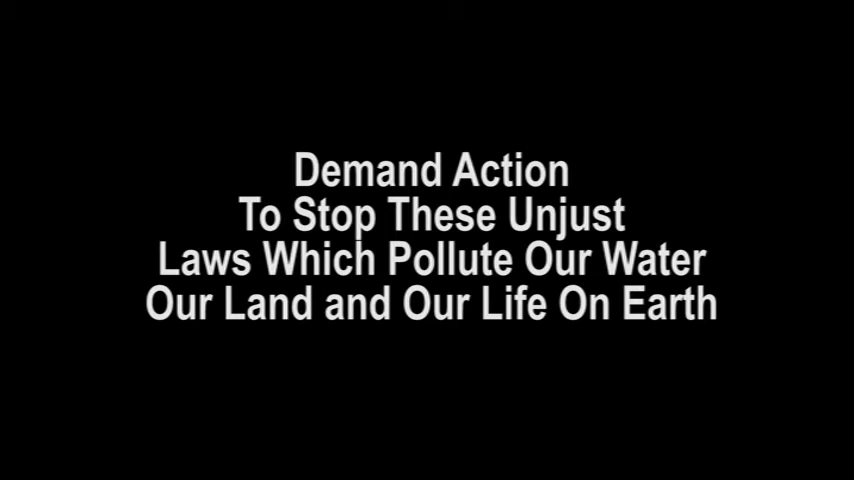 Demand Action
To Stop These Unjust
Laws Which Pollute Our Water
Our Land and Our Life On Earth